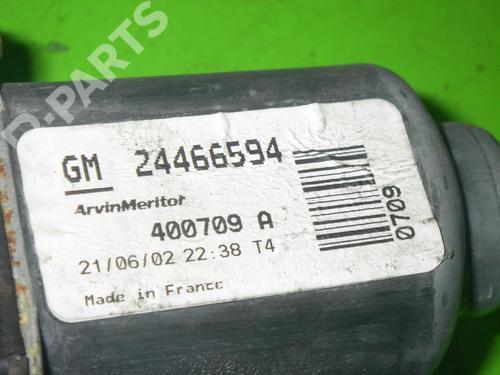 D-PARTS
GM 24466594
ArvinMeritor
400709 A
21/06/02 22:38 T4
Made in France
0709